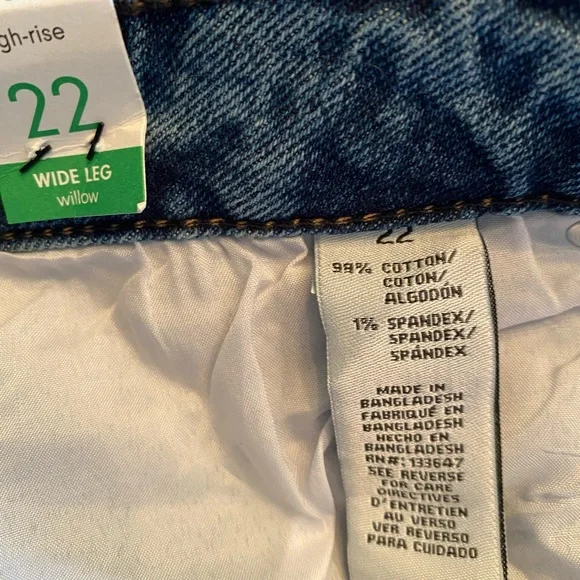 gh-rise
22
WIDE LEG
willow
22
99% COTTON/
COTON/
ALGODÓN
1% SPANDEX/
SPANDEX/
SPÁNDEX
MADE IN
BANGLADESH
FABRIQUÉ EN
BANGLADESH
HECHO EN
BANGLADESH
RN#: 133647
SEE REVERSE
FOR CARE
DIRECTIVES
D'ENTRETIEN
AU VERSO
VER REVERSO
PARA CUIDADO